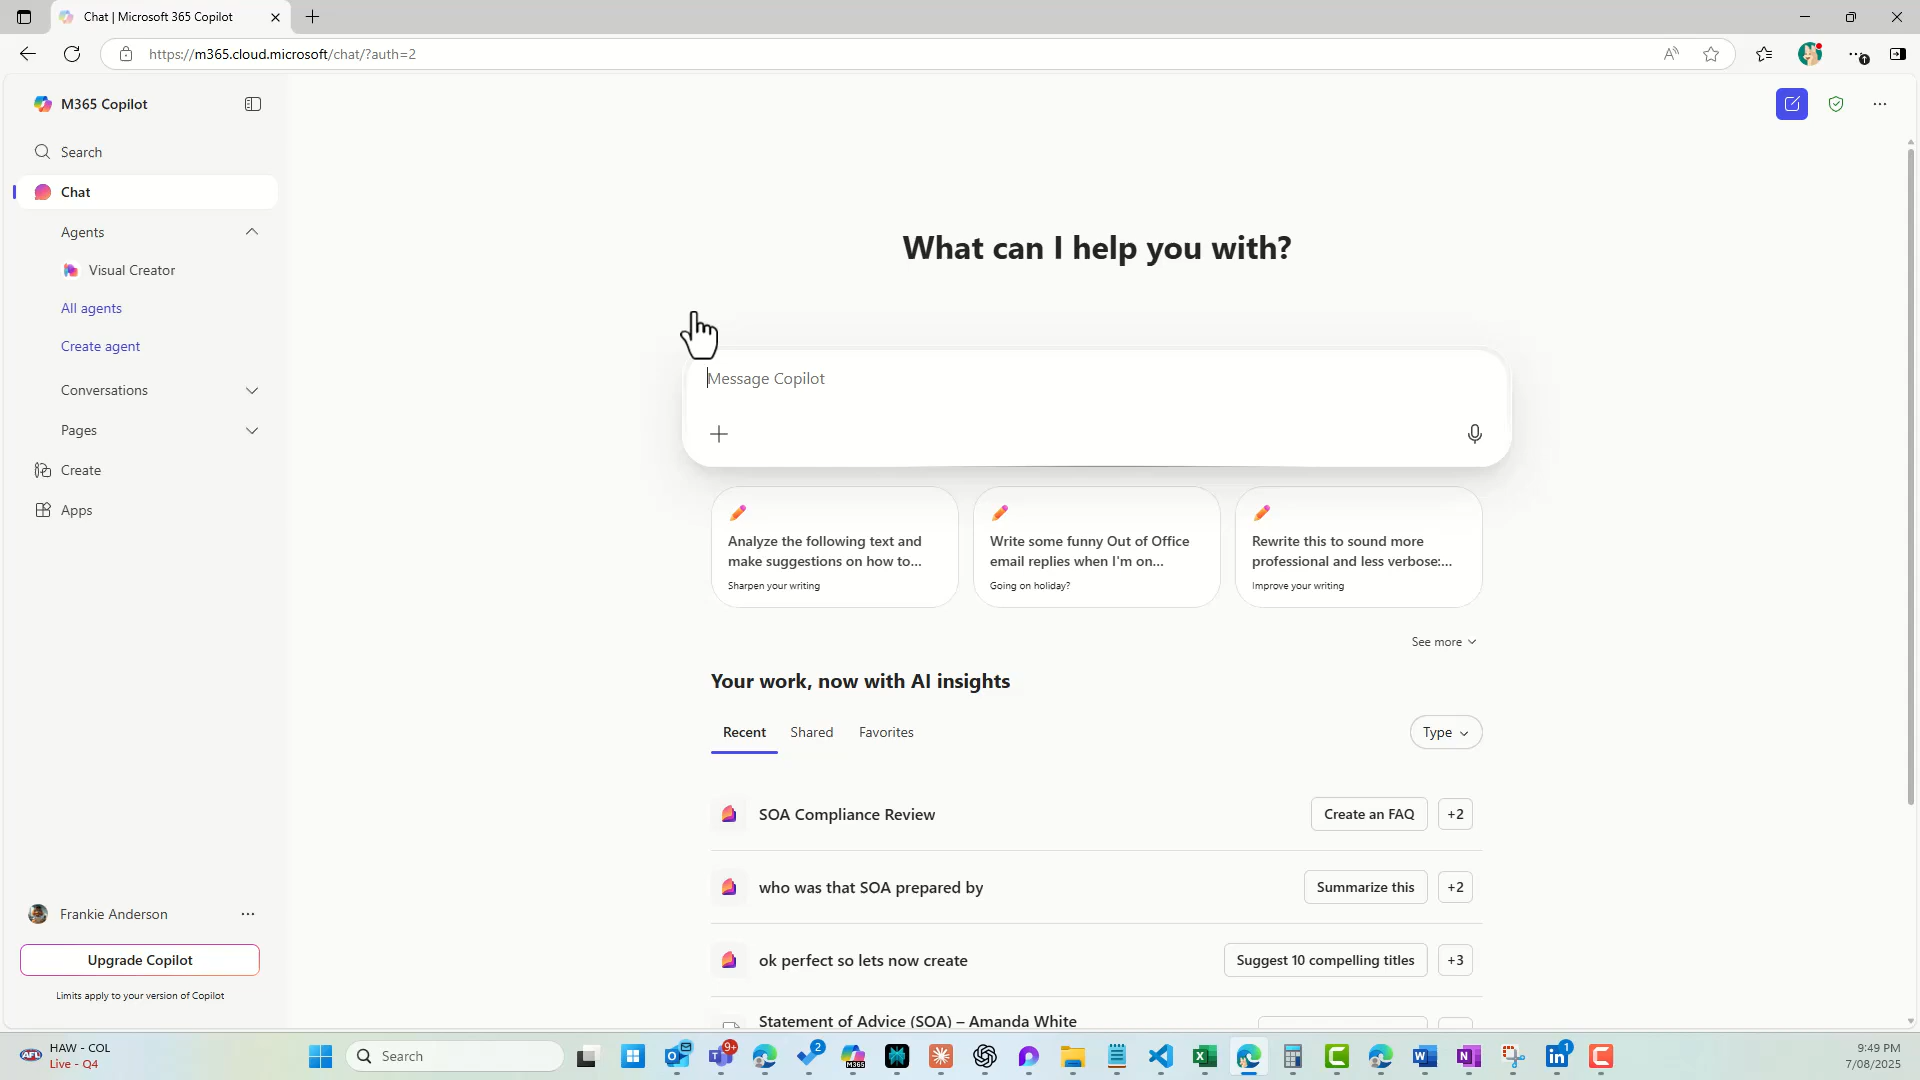 Chat | Microsoft 365 Copilot
https://m365.cloud.microsoft/chat/?auth=2
M365 Copilot
Search
Chat
Agents
Visual Creator
All agents
Create agent
Conversations
Pages
Create
Apps
Frankie Anderson
Upgrade Copilot
Limits apply to your version of Copilot
What can I help you with?
Message Copilot
Analyze the following text and
make suggestions on how to...
Sharpen your writing
Write some funny Out of Office
email replies when I'm on...
Going on holiday?
Rewrite this to sound more
professional and less verbose:...
Improve your writing
See more
Your work, now with AI insights
Recent
Shared
Favorites
Type
SOA Compliance Review
Create an FAQ
+2
who was that SOA prepared by
Summarize this
+2
ok perfect so lets now create
Suggest 10 compelling titles
+3
Statement of Advice (SOA) – Amanda White
AFL
HAW - COL
Live - Q4
Search
9+
2
M365
1
9:49 PM
7/08/2025